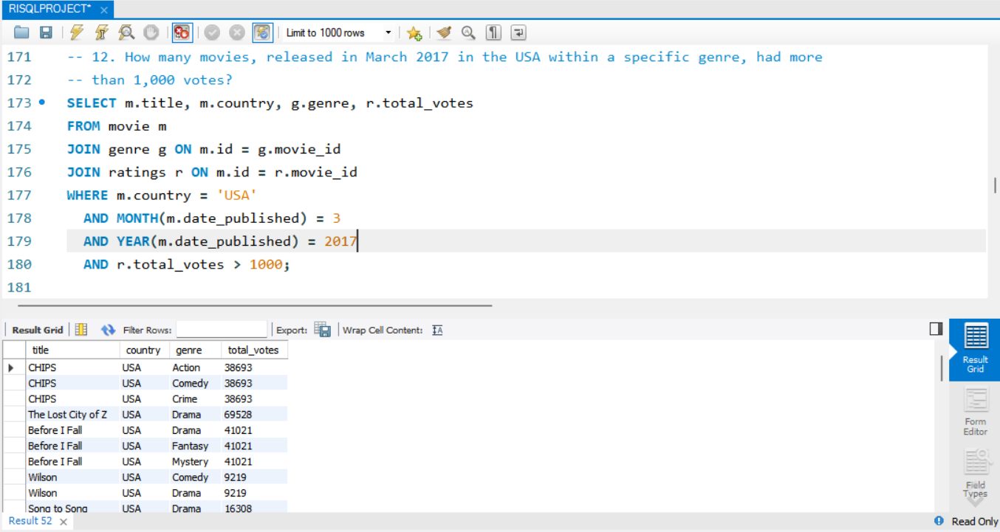 RISQLPROJECT* ×
Limit to 1000 rows
171 -- 12. How many movies, released in March 2017 in the USA within a specific genre, had more
172 -- than 1,000 votes?
173 SELECT m.title, m.country, g.genre, r.total_votes
174 FROM movie m
175 JOIN genre g ON m.id = g.movie_id
176 JOIN ratings r ON m.id = r.movie_id
177 WHERE m.country = 'USA'
178 AND MONTH(m.date_published) = 3
179 AND YEAR(m.date_published) = 2017
180 AND r.total_votes > 1000;
181
Result Grid Filter Rows: Export: Wrap Cell Content:
title country genre total_votes
CHIPS USA Action 38693
CHIPS USA Comedy 38693
CHIPS USA Crime 38693
The Lost City of Z USA Drama 69528
Before I Fall USA Drama 41021
Before I Fall USA Fantasy 41021
Before I Fall USA Mystery 41021
Wilson USA Comedy 9219
Wilson USA Drama 9219
Song to Song USA Drama 16308
Result
Grid
Form
Editor
Field
Types
Result 52 ×
Read Only